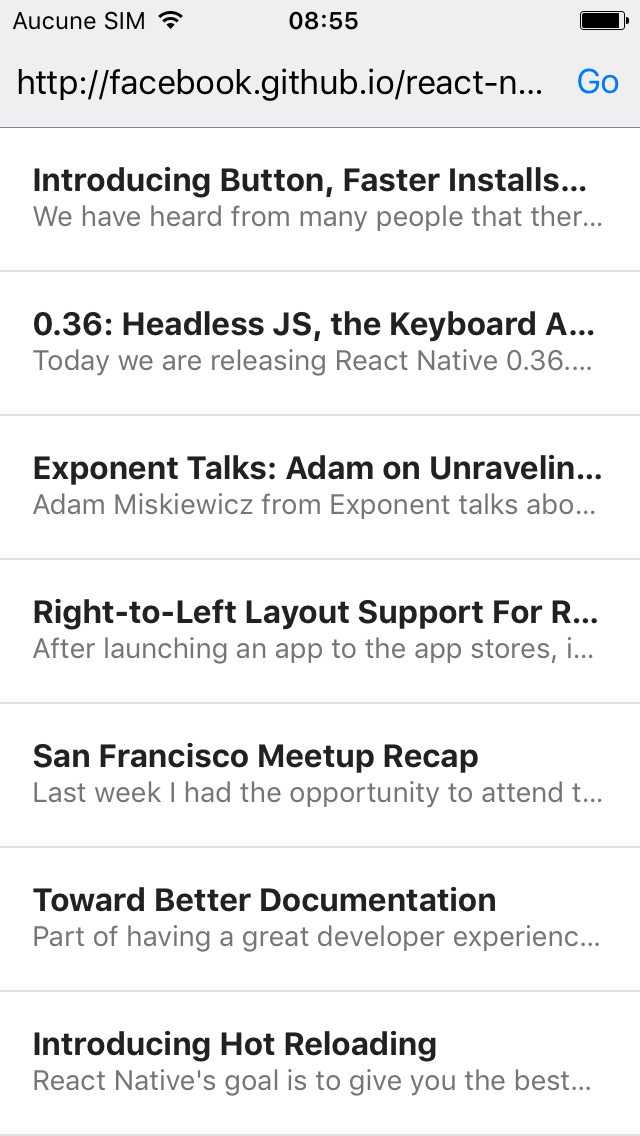 Aucune SIM 08:55
http://facebook.github.io/react-n... Go
Introducing Button, Faster Installs...
We have heard from many people that ther...
0.36: Headless JS, the Keyboard A...
Today we are releasing React Native 0.36....
Exponent Talks: Adam on Unravelin...
Adam Miskiewicz from Exponent talks abo...
Right-to-Left Layout Support For R...
After launching an app to the app stores, i...
San Francisco Meetup Recap
Last week I had the opportunity to attend t...
Toward Better Documentation
Part of having a great developer experienc...
Introducing Hot Reloading
React Native's goal is to give you the best...